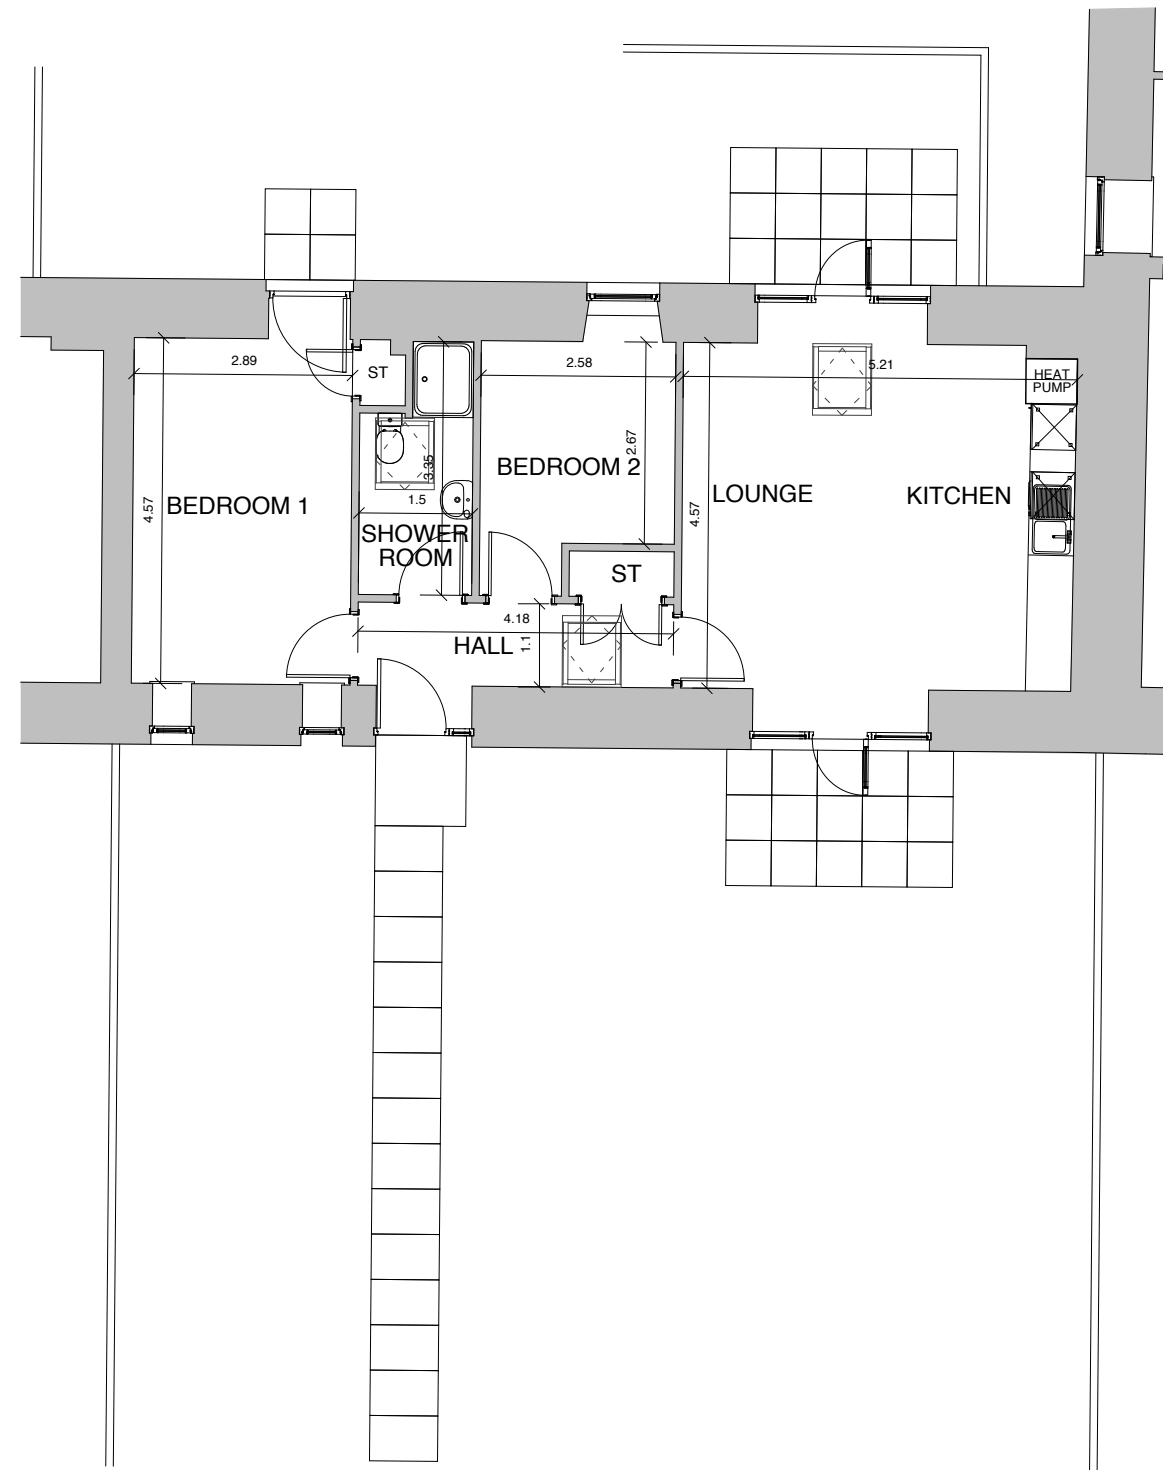 2.89
ST
2.58
5.21
HEAT
PUMP
2.67
3.35
BEDROOM 2
LOUNGE
KITCHEN
4.57
BEDROOM 1
1.5
4.57
SHOWER
ROOM
ST
4.18
HALL
1.1